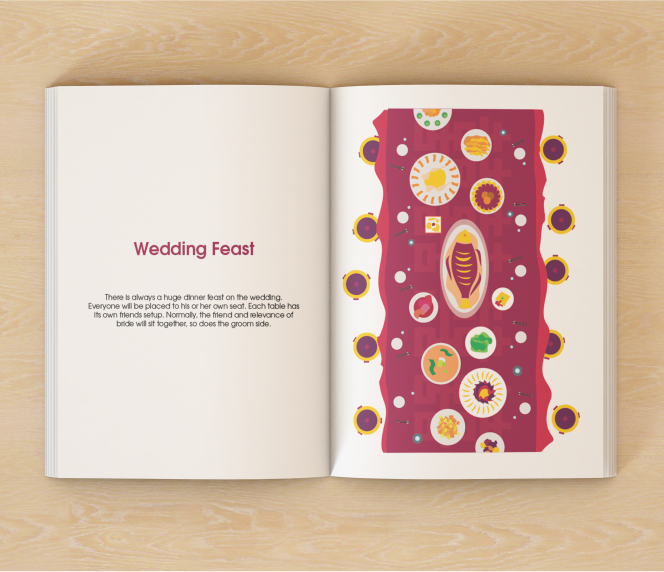 Wedding Feast
There is always a huge dinner feast on the wedding.
Everyone will be placed to his or her own seat. Each table has
its own friends setup. Normally, the friend and relevance of
bride will sit together, so does the groom side.